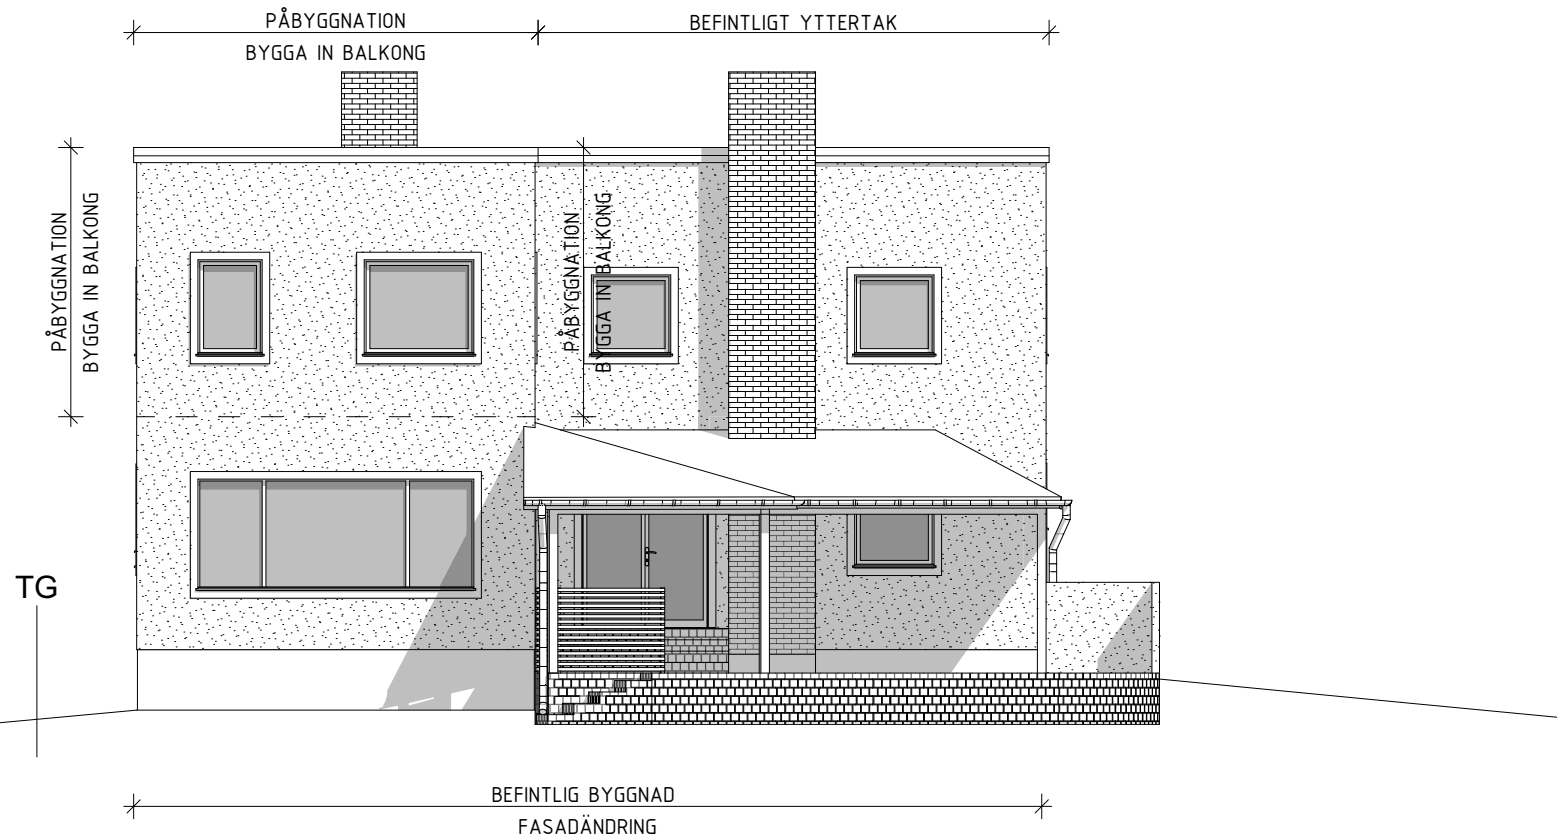 PÅBYGGNATION
BYGGA IN BALKONG
BEFINTLIGT YTTERTAK
PÅBYGGNATION
BYGGA IN BALKONG
PÅBYGGNATION
BYGGA IN BALKONG
TG
BEFINTLIG BYGGNAD
FASADÄNDRING